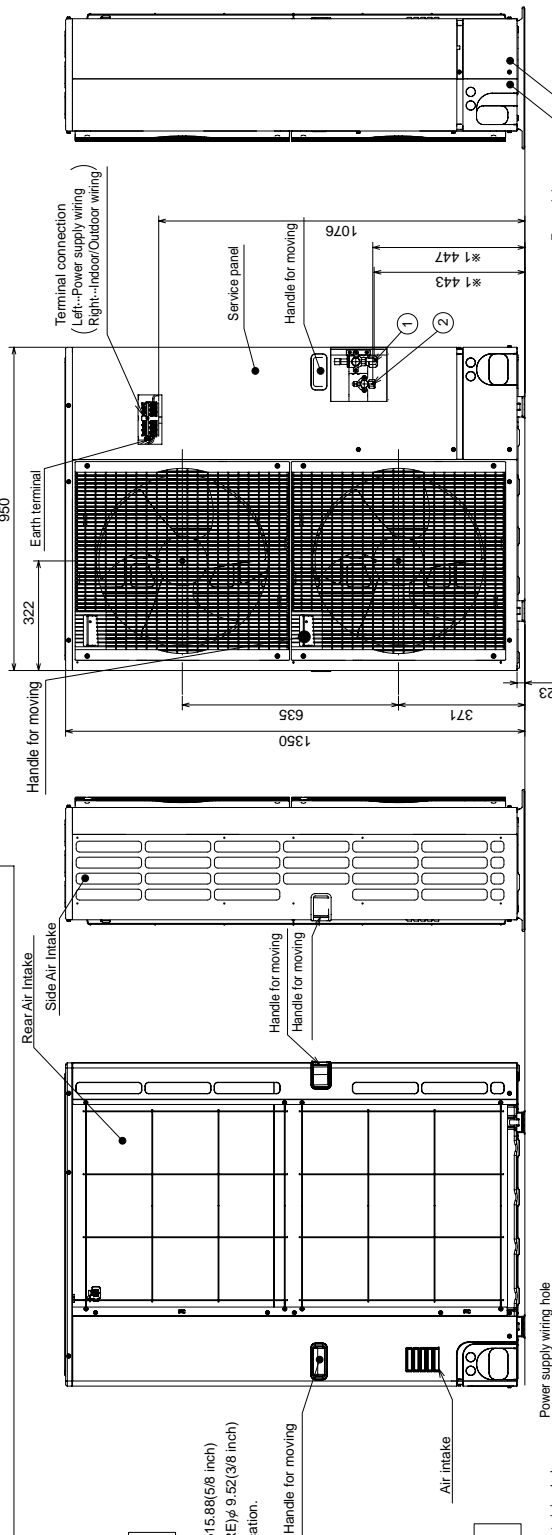 950
322
Handle for moving
Earth terminal
Terminal connection
Left··Power supply wiring
Right··Indoor/Outdoor wiring
Service panel
Handle for moving
1
2
1076
※1 447
※1 443
635
371
1350
23
Rear Air Intake
Side Air Intake
Handle for moving
Handle for moving
15.88(5/8 inch)
RE)φ 9.52(3/8 inch)
ation.
Handle for moving
Air intake
Power supply wiring hole